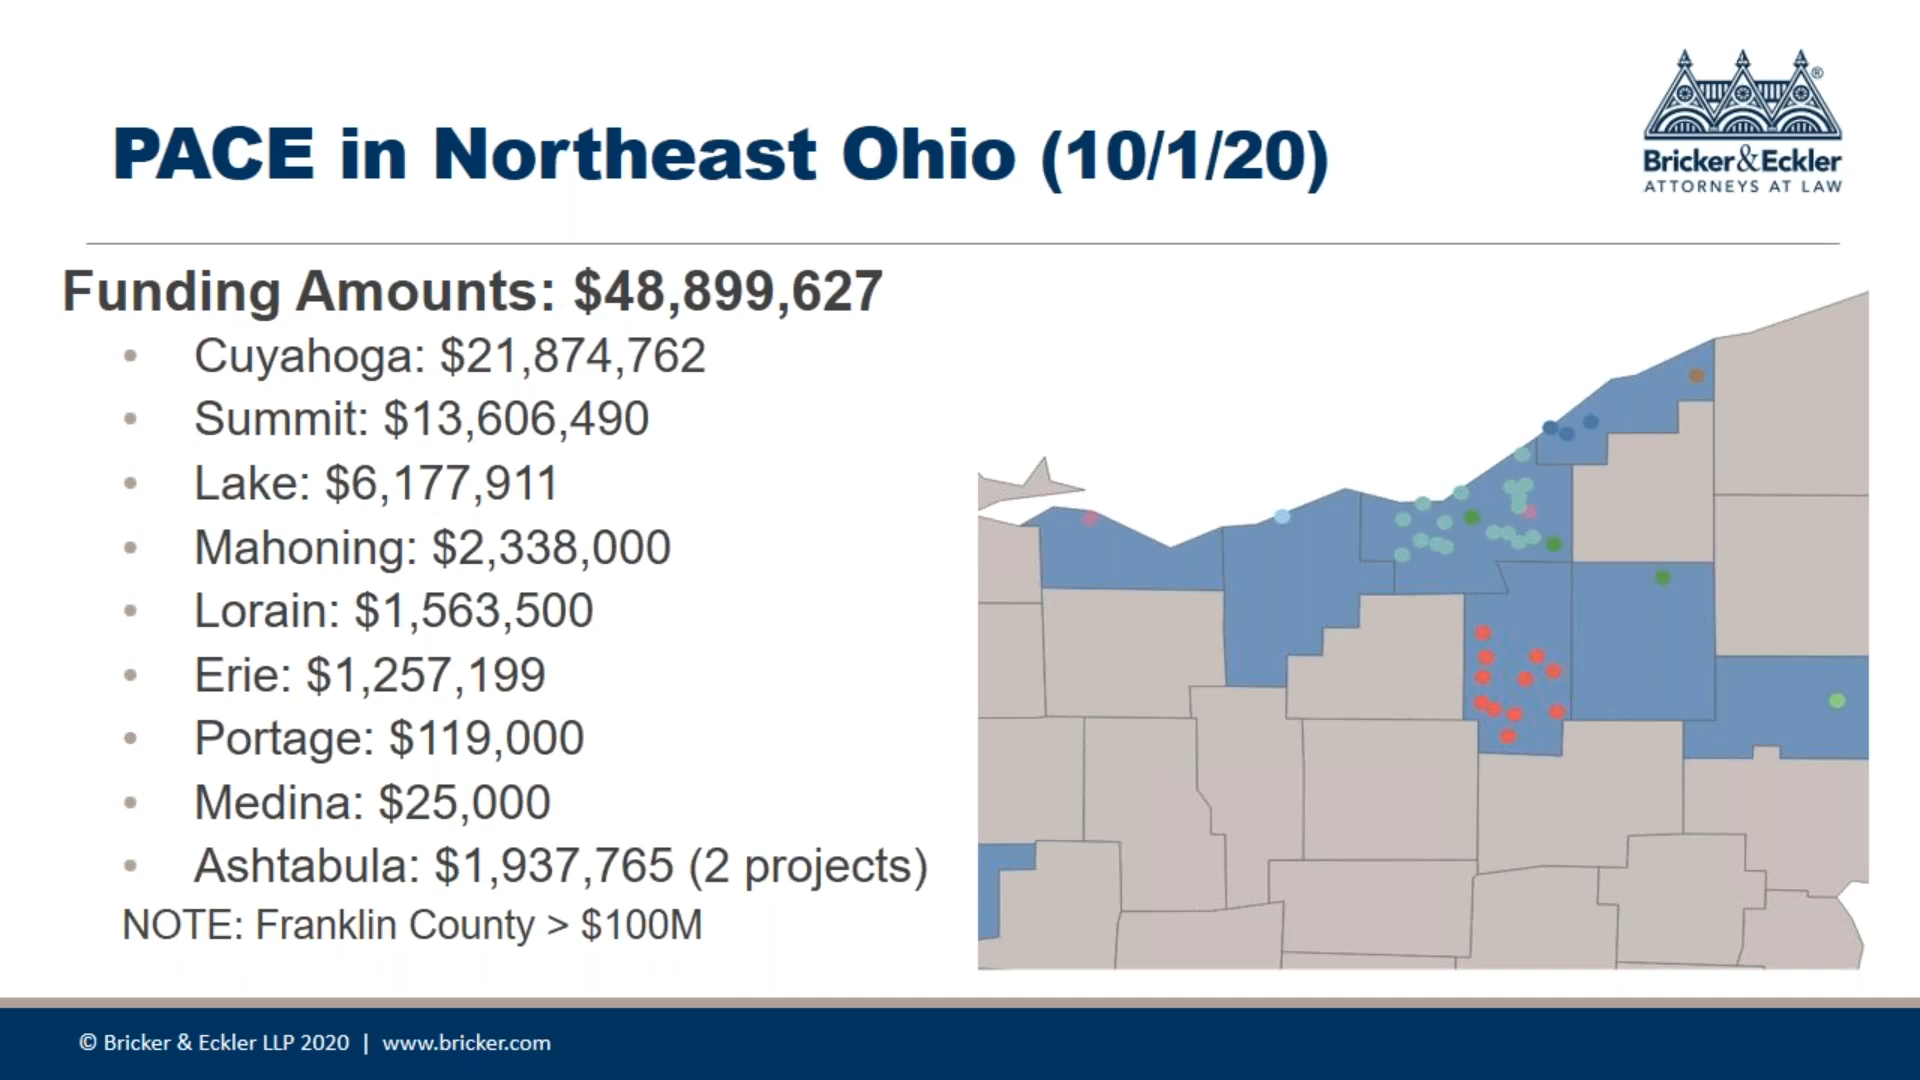 PACE in Northeast Ohio (10/1/20)
®
Bricker&Eckler
ATTORNEYS AT LAW
Funding Amounts: $48,899,627
• Cuyahoga: $21,874,762
• Summit: $13,606,490
• Lake: $6,177,911
• Mahoning: $2,338,000
• Lorain: $1,563,500
• Erie: $1,257,199
• Portage: $119,000
• Medina: $25,000
• Ashtabula: $1,937,765 (2 projects)
NOTE: Franklin County > $100M
© Bricker & Eckler LLP 2020 | www.bricker.com